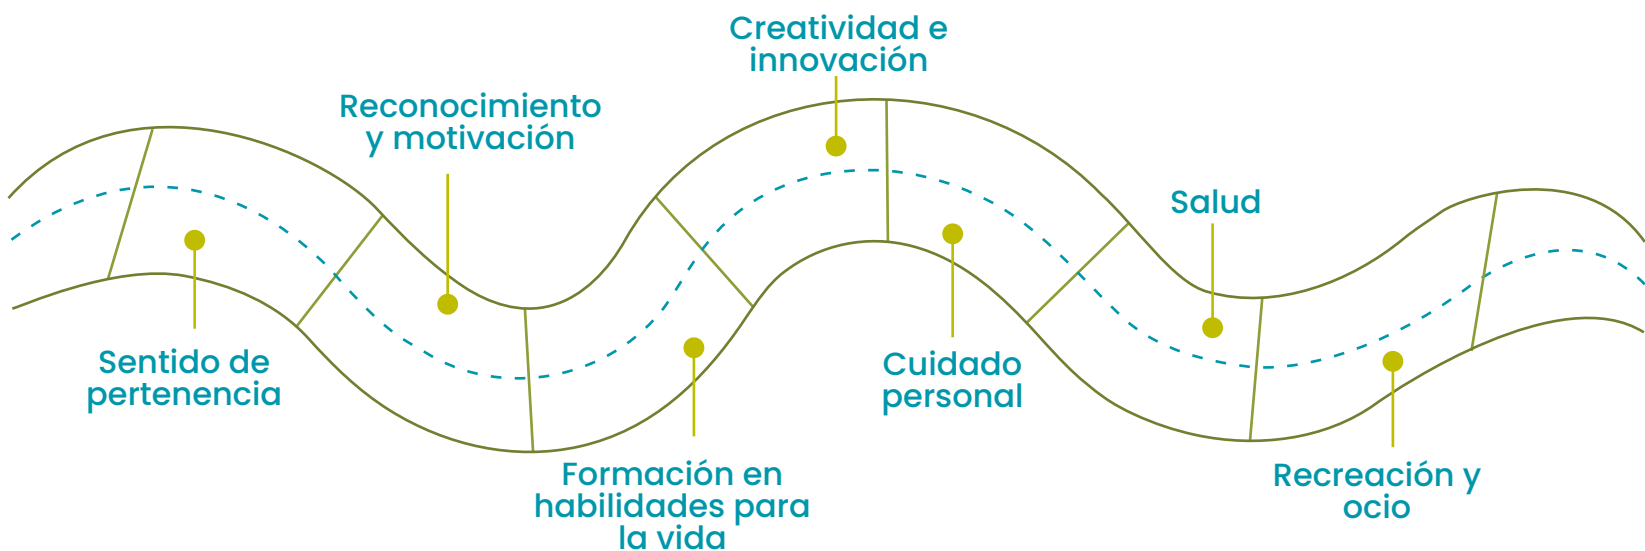 Sentido de
pertenencia
Reconocimiento
y motivación
Formación en
habilidades para
la vida
Creatividad e
innovación
Cuidado
personal
Salud
Recreación y
ocio